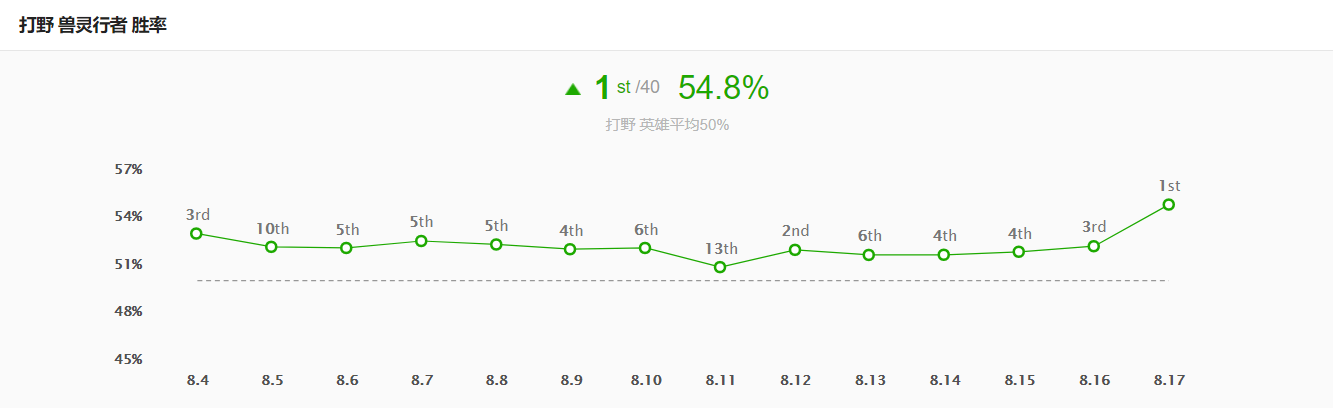 打野 兽灵行者 胜率
1 st /40 54.8%
打野 英雄平均50%
57%
54%
51%
48%
45%
3rd 10th 5th 5th 5th 4th 6th 13th 2nd 6th 4th 4th 3rd 1st
8.4 8.5 8.6 8.7 8.8 8.9 8.10 8.11 8.12 8.13 8.14 8.15 8.16 8.17